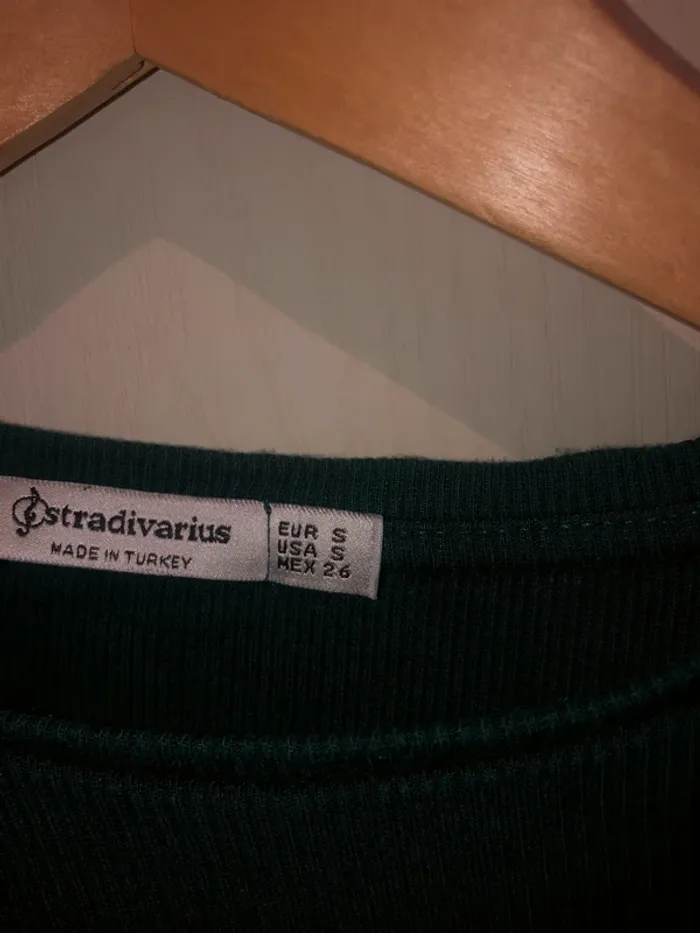 stradivarius
MADE IN TURKEY
EUR S
USA S
MEX 26